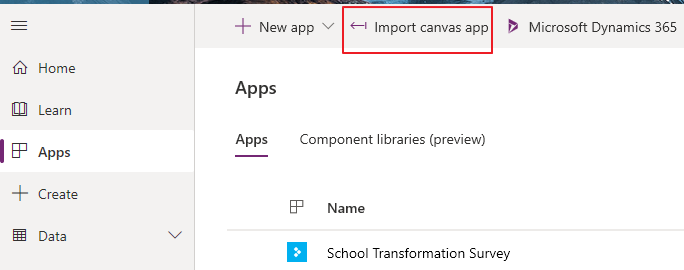 New app
Import canvas app
Microsoft Dynamics 365
Home
Learn
Apps
Create
Data
Apps
Apps
Component libraries (preview)
Name
School Transformation Survey